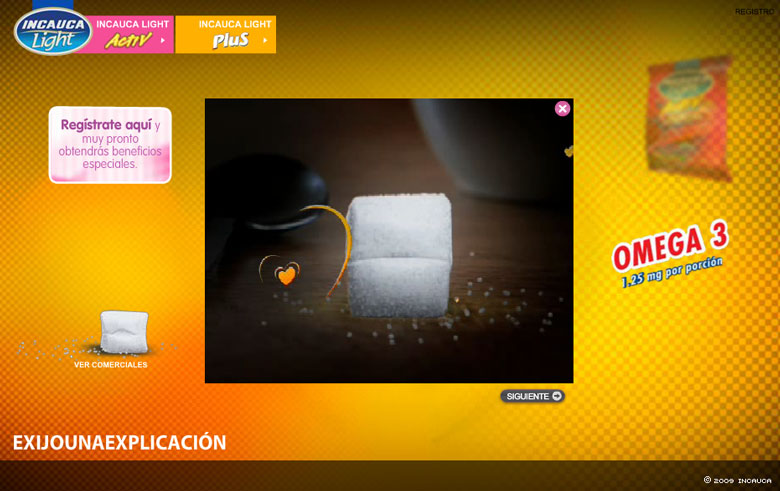 REGISTRO
INCAUCA
Light
INCAUCA LIGHT
Activ
INCAUCA LIGHT
PluS
Regístrate aquí y
muy pronto
obtendrás beneficios
especiales.
OMEGA 3
1.25 mg por porción
VER COMERCIALES
SIGUIENTE
EXIJOUNAEXPLICACIÓN
© 2009 INCAUCA